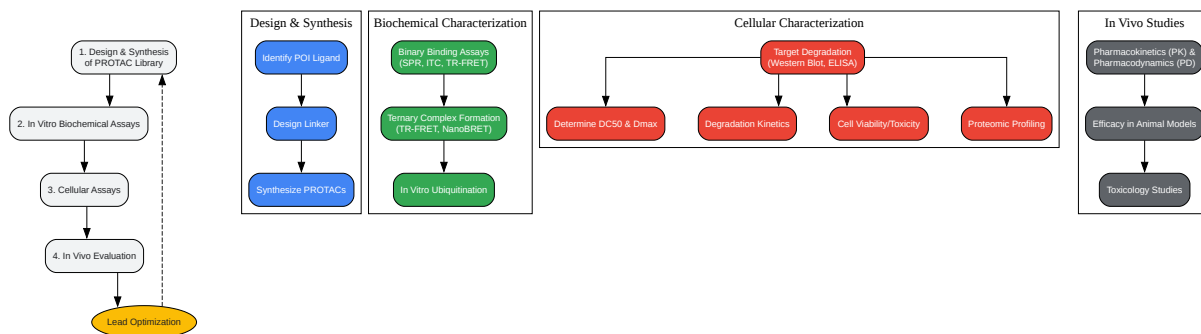 1. Design & Synthesis
of PROTAC Library
2. In Vitro Biochemical Assays
3. Cellular Assays
4. In Vivo Evaluation
Lead Optimization
Design & Synthesis
Identify POI Ligand
Design Linker
Synthesize PROTACs
Biochemical Characterization
Binary Binding Assays
(SPR, ITC, TR-FRET)
Ternary Complex Formation
(TR-FRET, NanoBRET)
In Vitro Ubiquitination
Cellular Characterization
Target Degradation
(Western Blot, ELISA)
Determine DC50 & Dmax
Degradation Kinetics
Cell Viability/Toxicity
Proteomic Profiling
In Vivo Studies
Pharmacokinetics (PK) &
Pharmacodynamics (PD)
Efficacy in Animal Models
Toxicology Studies